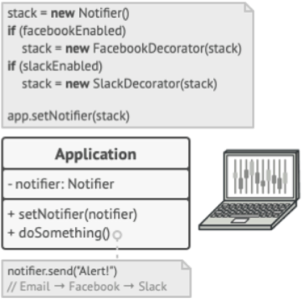 stack = new Notifier()
if (facebookEnabled)
    stack = new FacebookDecorator(stack)
if (slackEnabled)
    stack = new SlackDecorator(stack)
app.setNotifier(stack)
Application
- notifier: Notifier
+ setNotifier(notifier)
+ doSomething()
notifier.send("Alert!")
// Email → Facebook → Slack